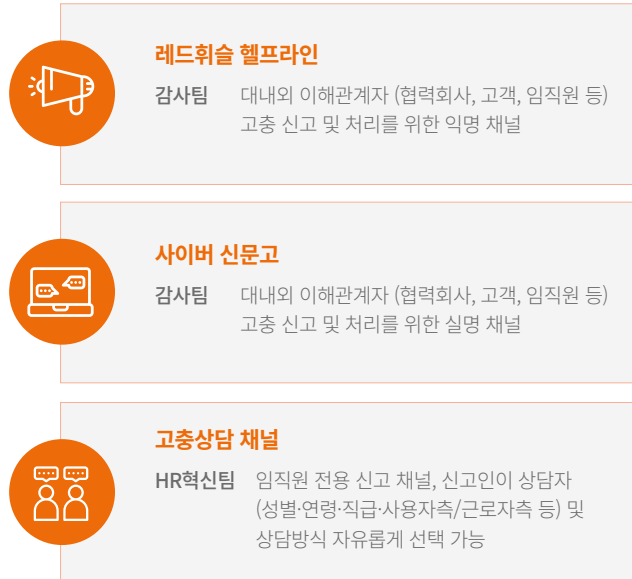 레드휘슬 헬프라인
감사팀 대내외 이해관계자 (협력회사, 고객, 임직원 등)
고충 신고 및 처리를 위한 익명 채널
사이버 신문고
감사팀 대내외 이해관계자 (협력회사, 고객, 임직원 등)
고충 신고 및 처리를 위한 실명 채널
고충상담 채널
HR혁신팀 임직원 전용 신고 채널, 신고인이 상담자
(성별·연령·직급·사용자측/근로자측 등) 및
상담방식 자유롭게 선택 가능